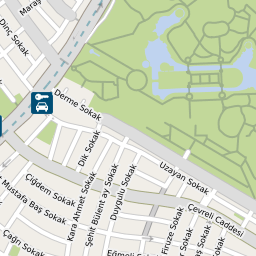 Maraş
Dinç Sokak
Derme Sokak
Dik Sokak
Uzayan Sokak
Çiğdem Sokak
Mustafa Baş Sokak
Kara Ahmet Sokak
Şehit Bülent ay Sokak
Duygulu Sokak
Çevreli Caddesi
Firuze Sokak
Çağrı Sokak
Eğmeli Sokak